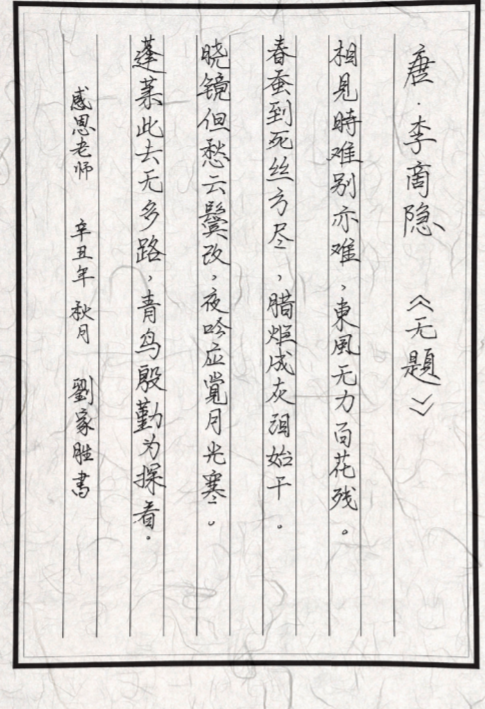 唐·李商隐 《无题》
相見時难别亦难，東風无力百花残。
春蚕到死丝方尽，腊炬成灰泪始干。
晓镜但愁云鬓改，夜吟应覚月光寒。
蓬莱此去无多路，青鸟殷勤为探看。
感恩老师 辛丑年 秋月 劉家胜書